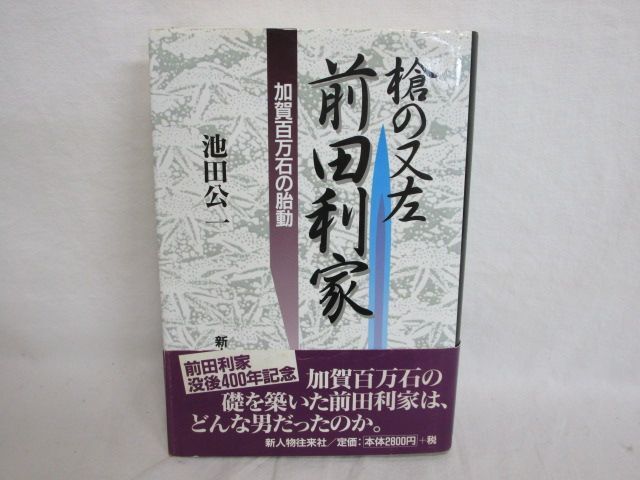 槍の又左
前田利家
加賀百万石の胎動
池田公一
新
前田利家
没後400年記念
加賀百万石の
礎を築いた前田利家は、
どんな男だったのか。
新人物往来社/定価:本体2800円+税